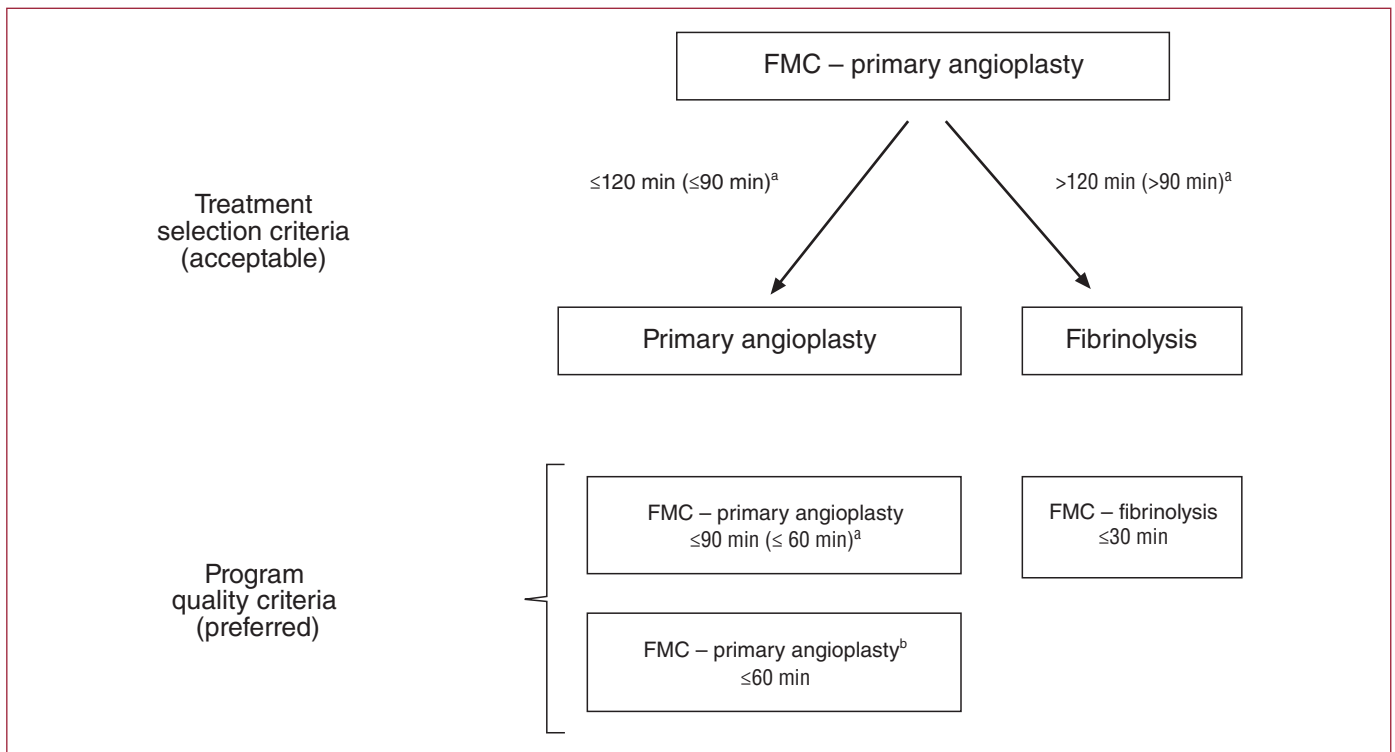 FMC – primary angioplasty
≤120 min (≤90 min)a
>120 min (>90 min)a
Treatment
selection criteria
(acceptable)
Primary angioplasty
Fibrinolysis
FMC – primary angioplasty
≤90 min (≤ 60 min)a
FMC – fibrinolysis
≤30 min
Program
quality criteria
(preferred)
FMC – primary angioplastyb
≤60 min